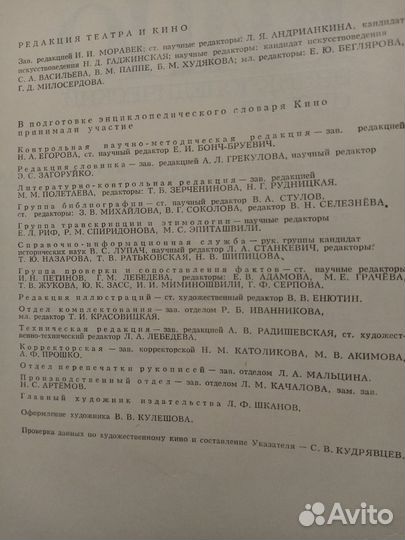 РЕДАКЦИЯ ТЕАТРА И КИНО
Зав. редакцией И. И. МОРАВЕК; ст. научные редакторы: Л. Я. АНДРИАНКИНА, кандидат
искусствоведения Н. Д. ГАДЖИНСКАЯ; научные редакторы: кандидат искусствоведения
С. А. ВАСИЛЬЕВА, В. М. ПАППЕ, Б. М. ХУДЯКОВА; мл. редакторы: Е. Ю. БЕГЛЯРОВА,
Г. Д. МИЛОСЕРДОВА.
В подготовке энциклопедического словаря Кино
принимали участие
Контрольная научно-методическая редакция — зав. редакцией
Н. А. ЕГОРОВА, ст. научный редактор Е. И. БОНЧ-БРУЕВИЧ.
Редакция словника — зав. редакцией А. Л. ГРЕКУЛОВА, научный редактор
Э. С. ЗАГОРУЙКО.
Литературно-контрольная редакция — зав. редакцией
М. М. ПОЛЕТАЕВА, редакторы: Т. Б. ЗЕРЧЕНИНОВА, Н. Г. РУДНИЦКАЯ.
Группа библиографии — ст. научный редактор В. А. СТУЛОВ,
ст. редакторы: З. В. МИХАЙЛОВА, В. Г. СОКОЛОВА, редактор В. Н. СЕЛЕЗНЁВА.
Группа транскрипции и этимологии — научные редакторы
Е. Л. РИФ, Р. М. СПИРИДОНОВА, М. С. ЭПИТАШВИЛИ.
Справочно-информационная служба — рук. группы кандидат
исторических наук В. С. ЛУПАЧ, научный редактор Л. А. СТАНКЕВИЧ, редакторы:
Т. Ю. НАЗАРОВА, Т. В. РАТЬКОВСКАЯ, Н. В. ШИПИЦОВА.
Группа проверки и сопоставления фактов — ст. научные редакторы
И. Н. ПЕТИНОВ, Г. М. ЛЕБЕДЕВА, редакторы: Е. В. АДАМОВА, М. Е. ГРАЧЁВА,
Т. В. ЖУКОВА, Ю. К. ЗАСС, И. И. МИМИНОШВИЛИ, Г. Ф. СЕРПОВА.
Редакция иллюстраций — ст. художественный редактор В. В. ЕНЮТИН.
Отдел комплектования — зав. отделом Р. Б. ИВАННИКОВА,
мл. редактор Т. И. КРАСОВИЦКАЯ.
Техническая редакция — зав. редакцией А. В. РАДИШЕВСКАЯ, ст. художест-
венно-технический редактор Л. А. ЛЕБЕДЕВА.
Корректорская — зав. корректорской Н. М. КАТОЛИКОВА, М. В. АКИМОВА,
А. Ф. ПРОШКО.
Отдел перепечатки рукописей — зав. отделом Л. А. МАЛЬЦИНА.
Производственный отдел — зав. отделом Л. М. КАЧАЛОВА, зам. зав.
Н. С. АРТЕМОВ.
Главный художник издательства Л. Ф. ШКАНОВ.
Оформление художника В. В. КУЛЕШОВА.
Проверка данных по художественному кино и составление Указателя — С. В. КУДРЯВЦЕВ.
Avito